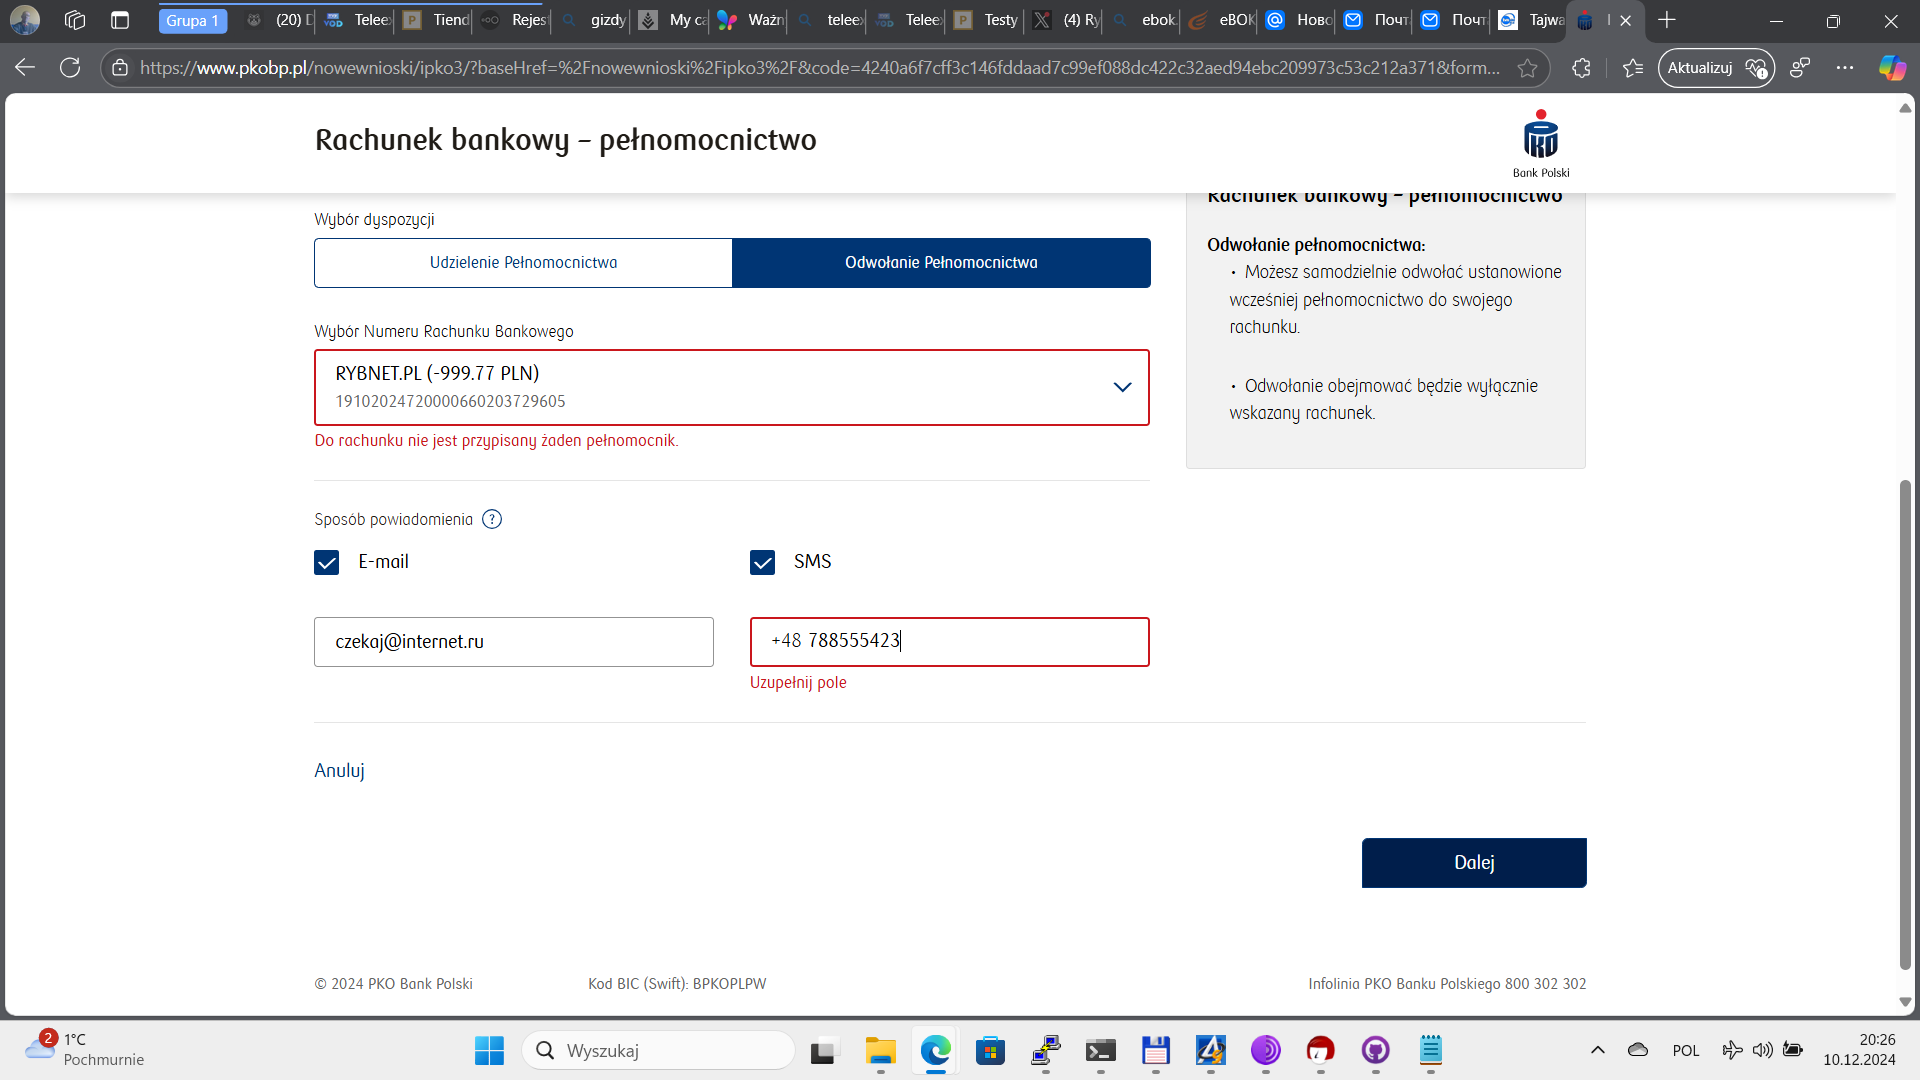 Grupa 1
(20) D
Teleex
Tiend
Rejest
gizdy
My ca
Ważn
teleex
Teleex
Testy
(4) Ry
ebok.
eBOK
Ново
Почт
Почт
Tajwa
https://www.pkobp.pl/nowewnioski/ipko3/?baseHref=%2Fnowewnioski%2Fipko3%2F&code=4240a6f7cff3c146fddaad7c99ef088dc422c32aed94ebc209973c53c212a371&form...
Aktualizuj
Rachunek bankowy – pełnomocnictwo
Bank Polski
Rachunek bankowy – pełnomocnictwo
Wybór dyspozycji
Udzielenie Pełnomocnictwa
Odwołanie Pełnomocnictwa
Odwołanie pełnomocnictwa:
• Możesz samodzielnie odwołać ustanowione
wcześniej pełnomocnictwo do swojego
rachunku.
• Odwołanie obejmować będzie wyłącznie
wskazany rachunek.
Wybór Numeru Rachunku Bankowego
RYBNET.PL (-999.77 PLN)
19102024720000660203729605
Do rachunku nie jest przypisany żaden pełnomocnik.
Sposób powiadomienia ?
E-mail
SMS
czekaj@internet.ru
+48 788555423
Uzupełnij pole
Anuluj
Dalej
© 2024 PKO Bank Polski
Kod BIC (Swift): BPKOPLPW
Infolinia PKO Banku Polskiego 800 302 302
2
1°C
Pochmurnie
Wyszukaj
POL
20:26
10.12.2024